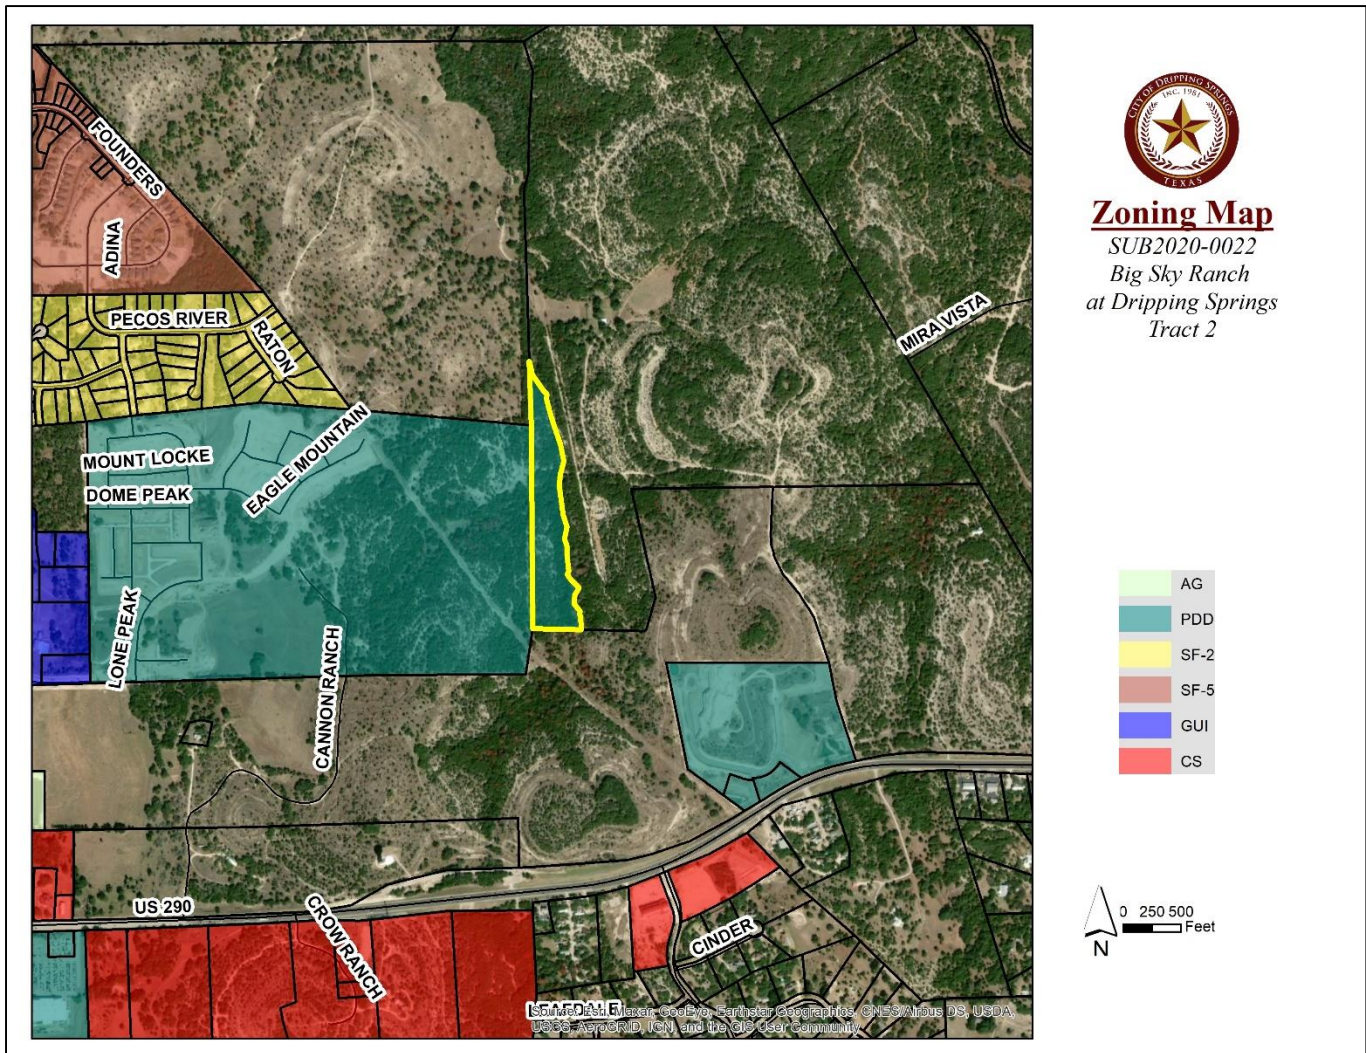 FOUNDERS
ADINA
PECOS RIVER
RATON
MIRA VISTA
MOUNT LOCKE
DOME PEAK
EAGLE MOUNTAIN
LONE PEAK
CANNON RANCH
US 290
CROW RANCH
CINDER
LEAFDALE
Source: Esri, Maxar, GeoEye, Earthstar Geographics, CNES/Airbus DS, USDA,
USGS, AeroGRID, IGN, and the GIS User Community
CITY OF DRIPPING SPRINGS
INC. 1981
TEXAS
Zoning Map
SUB2020-0022
Big Sky Ranch
at Dripping Springs
Tract 2
AG
PDD
SF-2
SF-5
GUI
CS
0 250 500
Feet
N